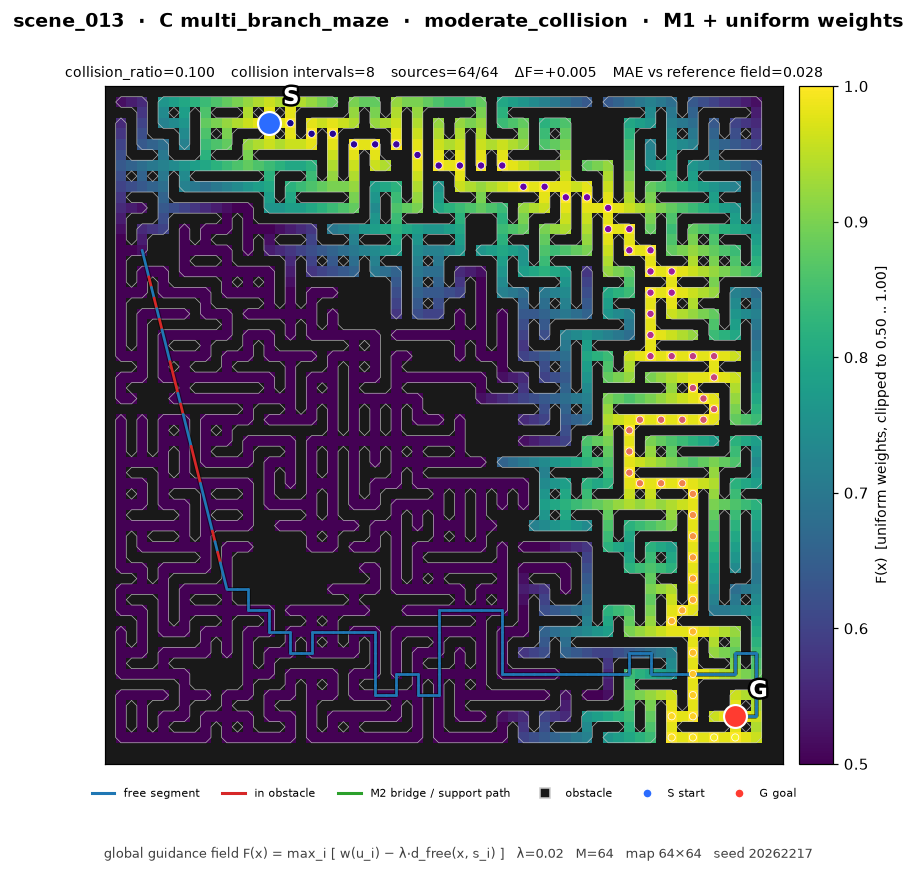 scene_013 · C multi_branch_maze · moderate_collision · M1 + uniform weights
collision_ratio=0.100 collision intervals=8 sources=64/64 ΔF=+0.005 MAE vs reference field=0.028
S
G
1.0
0.9
0.8
0.7
0.6
0.5
F(x) [uniform weights, clipped to 0.50 .. 1.00]
free segment
in obstacle
M2 bridge / support path
obstacle
S start
G goal
global guidance field F(x) = max_i [ w(u_i) − λ·d_free(x, s_i) ] λ=0.02 M=64 map 64×64 seed 20262217